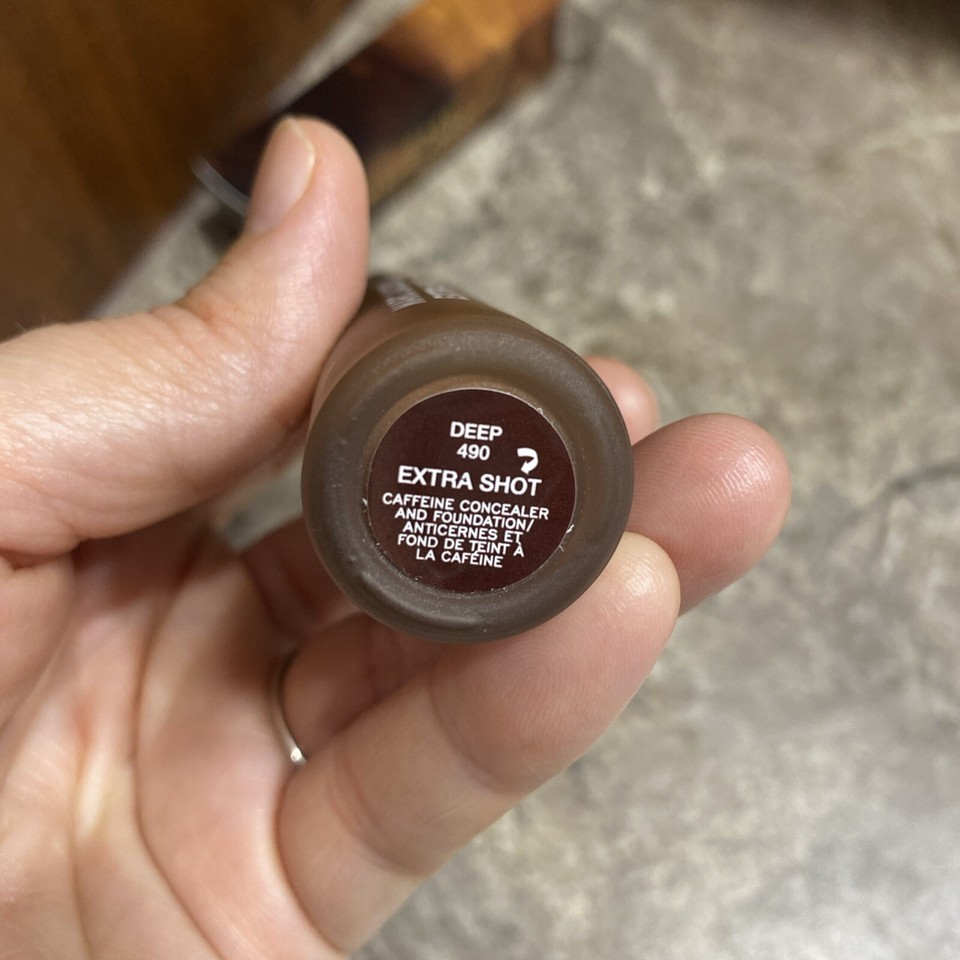 DEEP
490
EXTRA SHOT
CAFFEINE CONCEALER
AND FOUNDATION/
ANTICERNES ET
FOND DE TEINT À
LA CAFÉINE